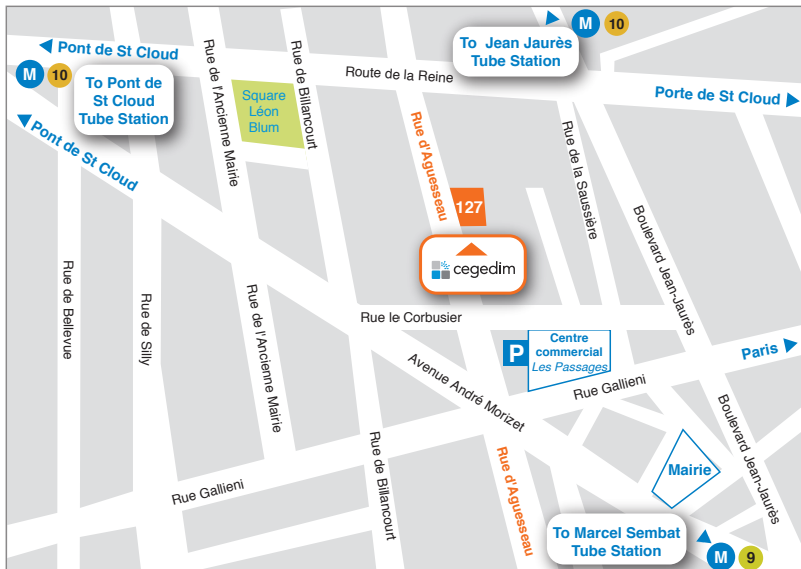 To Jean Jaurès
Tube Station
M
10
Pont de St Cloud
M
10
To Pont de
St Cloud
Tube Station
Rue de l'Ancienne Mairie
Rue de Billancourt
Route de la Reine
Porte de St Cloud
Square
Léon
Blum
Pont de St Cloud
Rue d'Aguesseau
Rue de la Saussière
127
cegedim
Boulevard Jean-Jaurès
Rue de Bellevue
Rue de Silly
Rue de l'Ancienne Mairie
Rue le Corbusier
P
Centre
commercial
Les Passages
Paris
Avenue André Morizet
Rue Gallieni
Boulevard Jean-Jaurès
Rue de Billancourt
Rue d'Aguesseau
Mairie
Rue Gallieni
To Marcel Sembat
Tube Station
M
9